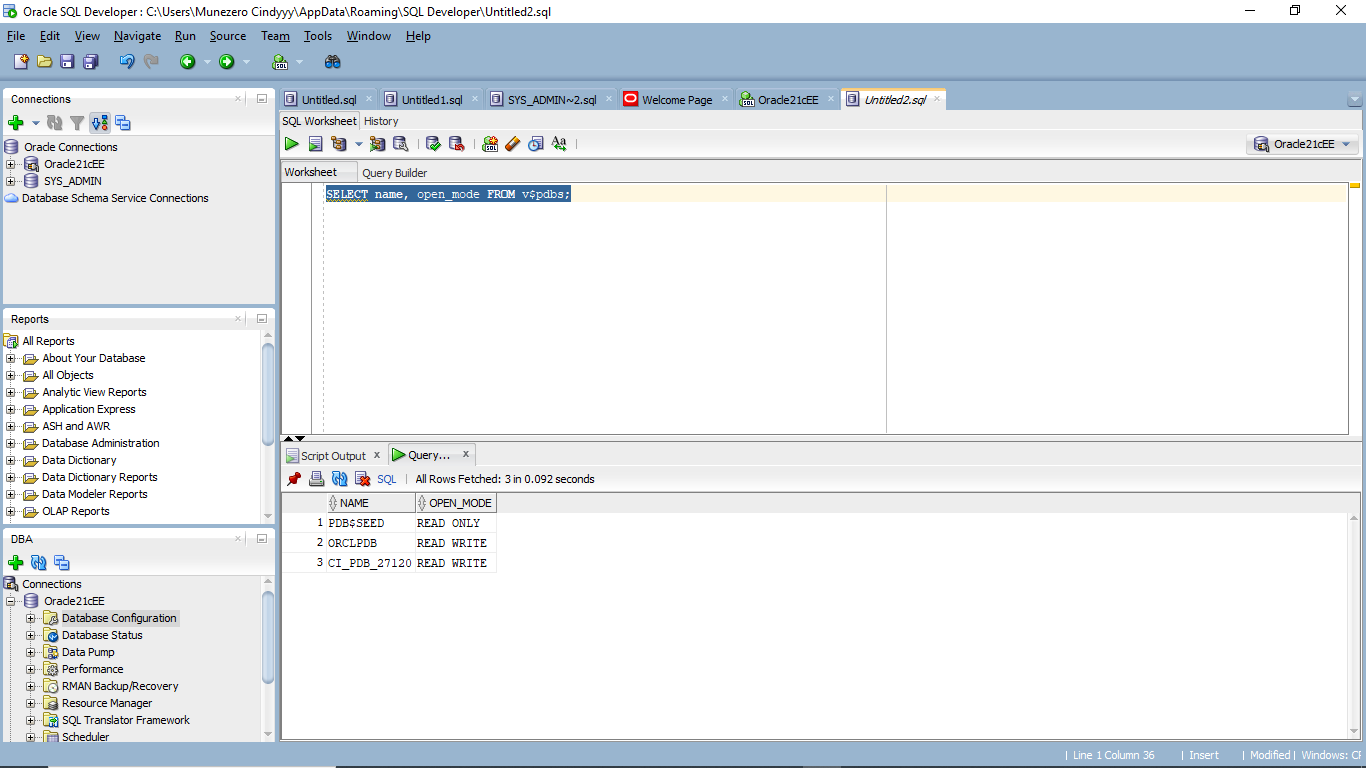 Oracle SQL Developer : C:\Users\Munezero Cindyyy\AppData\Roaming\SQL Developer\Untitled2.sql
File Edit View Navigate Run Source Team Tools Window Help
Connections
Oracle Connections
Oracle21cEE
SYS_ADMIN
Database Schema Service Connections
Reports
All Reports
About Your Database
All Objects
Analytic View Reports
Application Express
ASH and AWR
Database Administration
Data Dictionary
Data Dictionary Reports
Data Modeler Reports
OLAP Reports
DBA
Connections
Oracle21cEE
Database Configuration
Database Status
Data Pump
Performance
RMAN Backup/Recovery
Resource Manager
SQL Translator Framework
Scheduler
Untitled.sql Untitled1.sql SYS_ADMIN~2.sql Welcome Page Oracle21cEE Untitled2.sql
SQL Worksheet History
Aa
Oracle21cEE
Worksheet Query Builder
SELECT name, open_mode FROM v$pdbs;
Script Output x Query... x
SQL | All Rows Fetched: 3 in 0.092 seconds
NAME OPEN_MODE
1 PDB$SEED READ ONLY
2 ORCLPDB READ WRITE
3 CI_PDB_27120 READ WRITE
| Line 1 Column 36 | Insert | Modified | Windows: CF